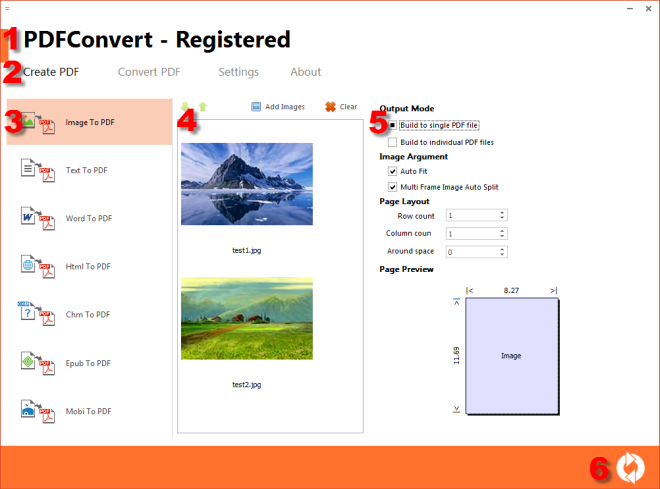 1 PDFConvert - Registered
2 Create PDF Convert PDF Settings About
3 Image To PDF
Text To PDF
Word To PDF
Html To PDF
Chm To PDF
Epub To PDF
Mobi To PDF
4 Add Images Clear
test1.jpg
test2.jpg
5 Output Mode
Build to single PDF file
Build to individual PDF files
Image Argument
Auto Fit
Multi Frame Image Auto Split
Page Layout
Row count 1
Column coun 1
Around space 0
Page Preview
|< 8.27 >|
11.69
Image
6